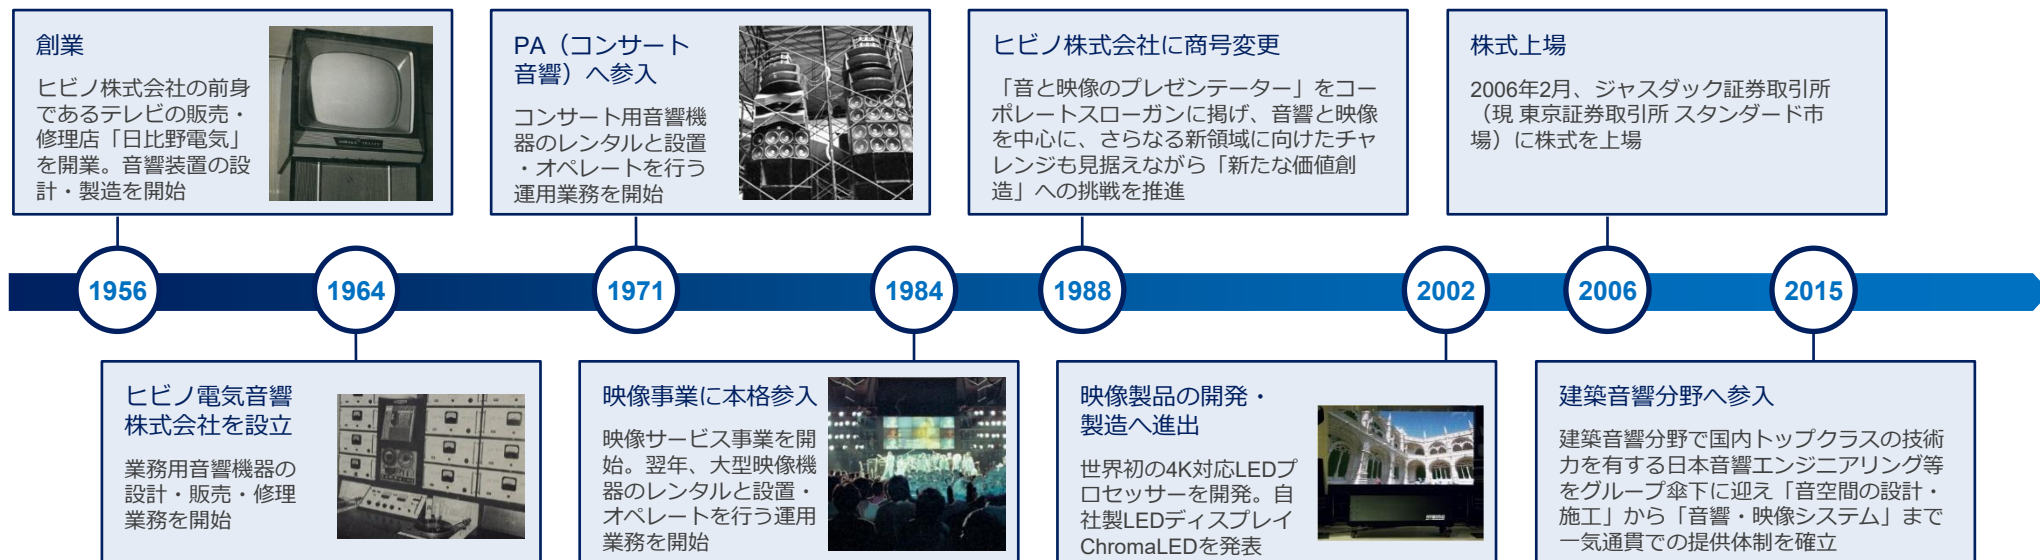 創業
ヒビノ株式会社の前身
であるテレビの販売・
修理店「日比野電気」
を開業。音響装置の設
計・製造を開始
PA（コンサート
音響）へ参入
コンサート用音響機
器のレンタルと設置
・オペレートを行う
運用業務を開始
ヒビノ株式会社に商号変更
「音と映像のプレゼンテーター」をコー
ポレートスローガンに掲げ、音響と映像
を中心に、さらなる新領域に向けたチャ
レンジも見据えながら「新たな価値創
造」への挑戦を推進
株式上場
2006年2月、ジャスダック証券取引所
（現 東京証券取引所 スタンダード市
場）に株式を上場
1956
1964
1971
1984
1988
2002
2006
2015
ヒビノ電気音響
株式会社を設立
業務用音響機器の
設計・販売・修理
業務を開始
映像事業に本格参入
映像サービス事業を開
始。翌年、大型映像機
器のレンタルと設置・
オペレートを行う運用
業務を開始
映像製品の開発・
製造へ進出
世界初の4K対応LEDプ
ロセッサーを開発。自
社製LEDディスプレイ
ChromaLEDを発表
建築音響分野へ参入
建築音響分野で国内トップクラスの技術
力を有する日本音響エンジニアリング等
をグループ傘下に迎え「音空間の設計・
施工」から「音響・映像システム」まで
一気通貫での提供体制を確立